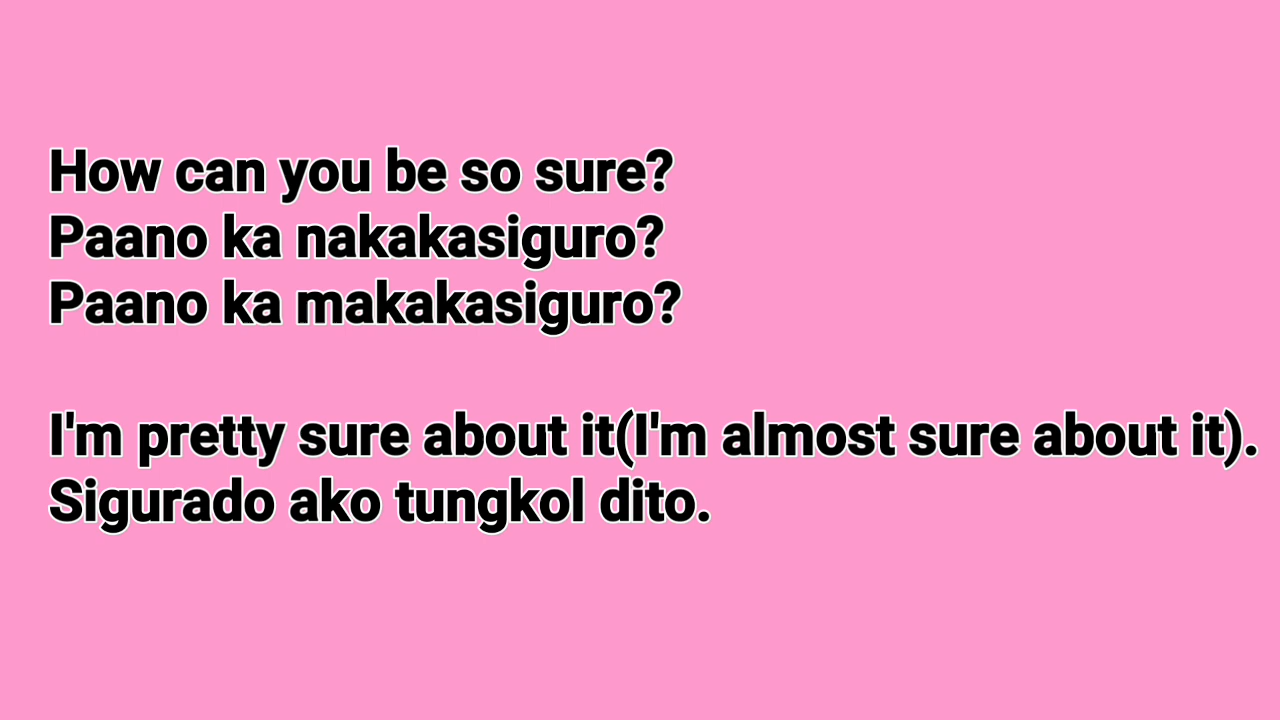 How can you be so sure?
Paano ka nakakasiguro?
Paano ka makakasiguro?
I'm pretty sure about it(I'm almost sure about it).
Sigurado ako tungkol dito.